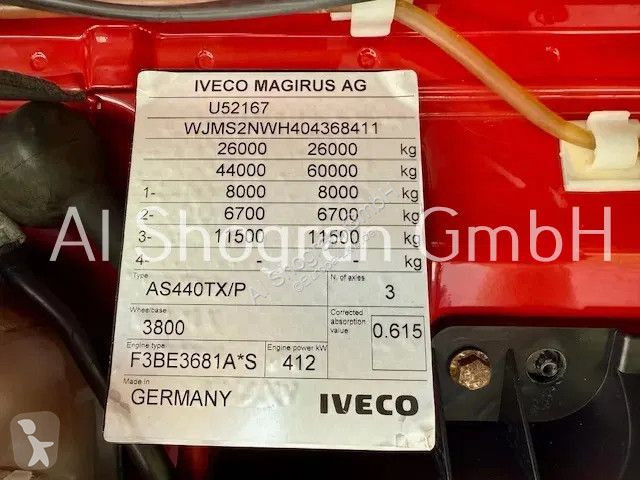 IVECO MAGIRUS AG
U52167
WJMS2NWH404368411
26000 26000 kg
44000 60000 kg
1- 8000 8000 kg
2- 6700 6700 kg
3- 11500 11500 kg
4- - - kg
Al Shogran GmbH
Type AS440TX/P N. of axles 3
Wheelbase 3800 Corrected absorption value: 0.615
Engine type: F3BE3681A*S Engine power kW 412
Made in GERMANY IVECO